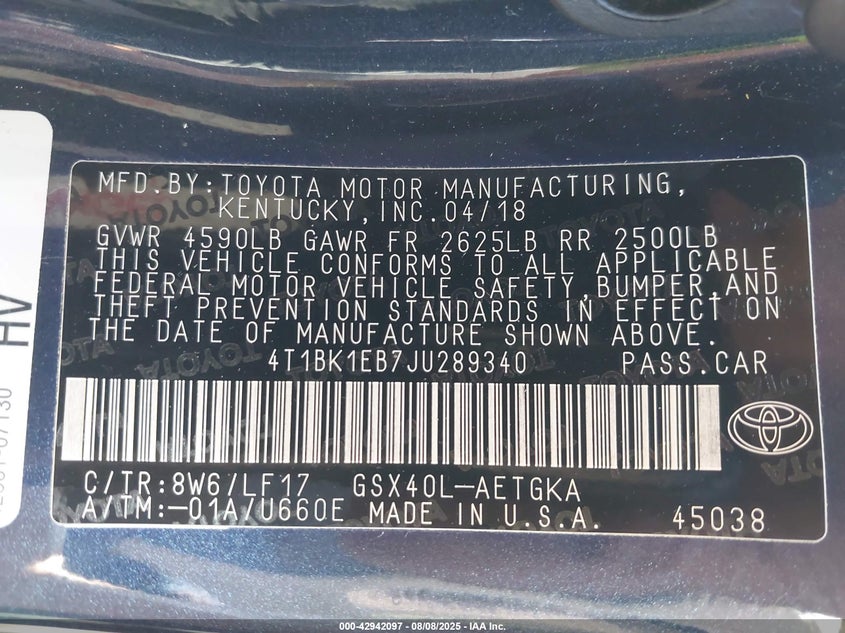 MFD.BY:TOYOTA MOTOR MANUFACTURING,
KENTUCKY,INC.04/18
GVWR 4590LB GAWR FR 2625LB RR 2500LB
THIS VEHICLE CONFORMS TO ALL APPLICABLE
FEDERAL MOTOR VEHICLE SAFETY,BUMPER,AND
THEFT PREVENTION STANDARDS IN EFFECT ON
THE DATE OF MANUFACTURE SHOWN ABOVE.
4T1BK1EB7JU289340 PASS.CAR
C/TR:8W6/LF17 GSX40L-AETGKA
A/TM:-01A/U660E MADE IN U.S.A. 45038
HV
000-42942097 - 08/08/2025 - IAA Inc.